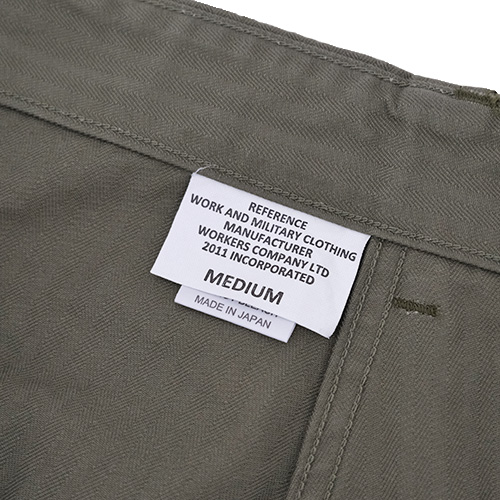 REFERENCE
WORK AND MILITARY CLOTHING
MANUFACTURER
WORKERS COMPANY LTD
2011 INCORPORATED
MEDIUM
MADE IN JAPAN